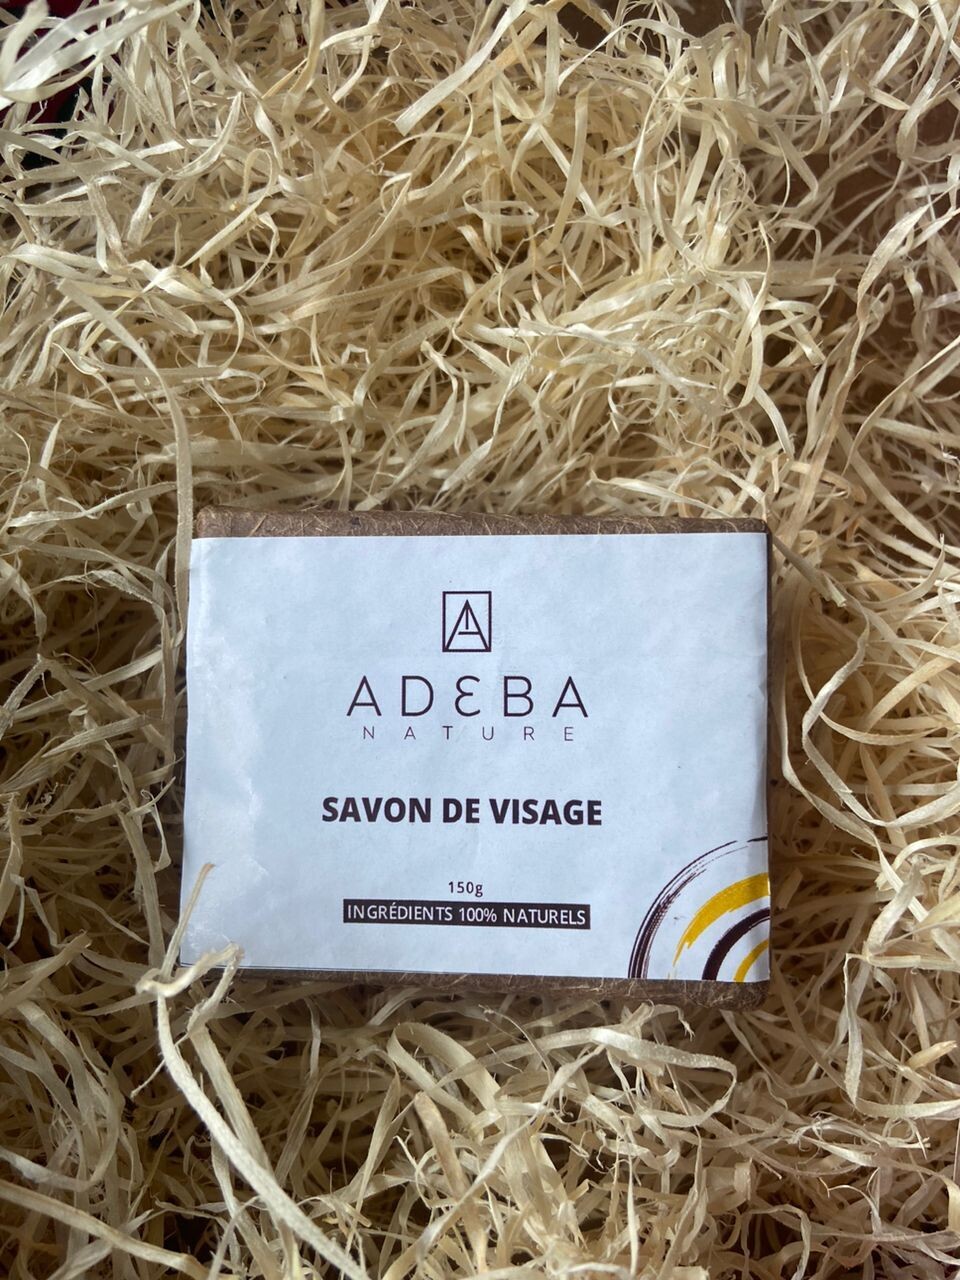 ADƐBA
NATURE
SAVON DE VISAGE
150g
INGRÉDIENTS 100% NATURELS